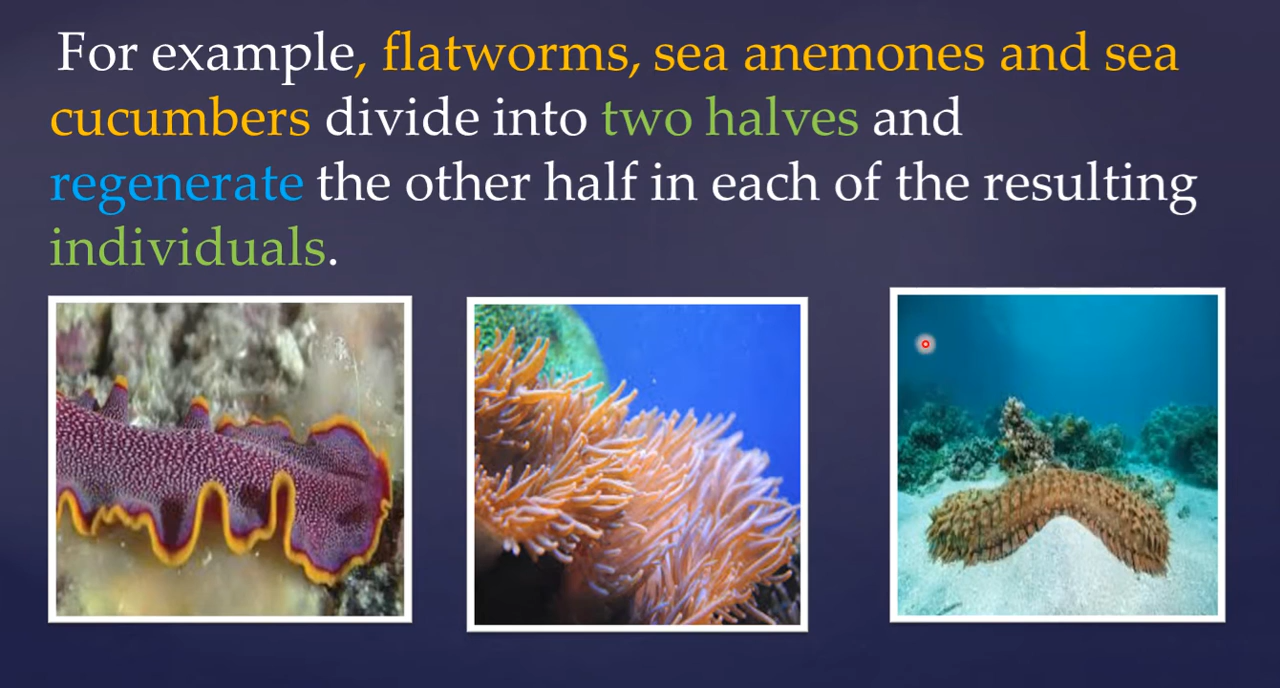 For example, flatworms, sea anemones and sea
cucumbers divide into two halves and
regenerate the other half in each of the resulting
individuals.